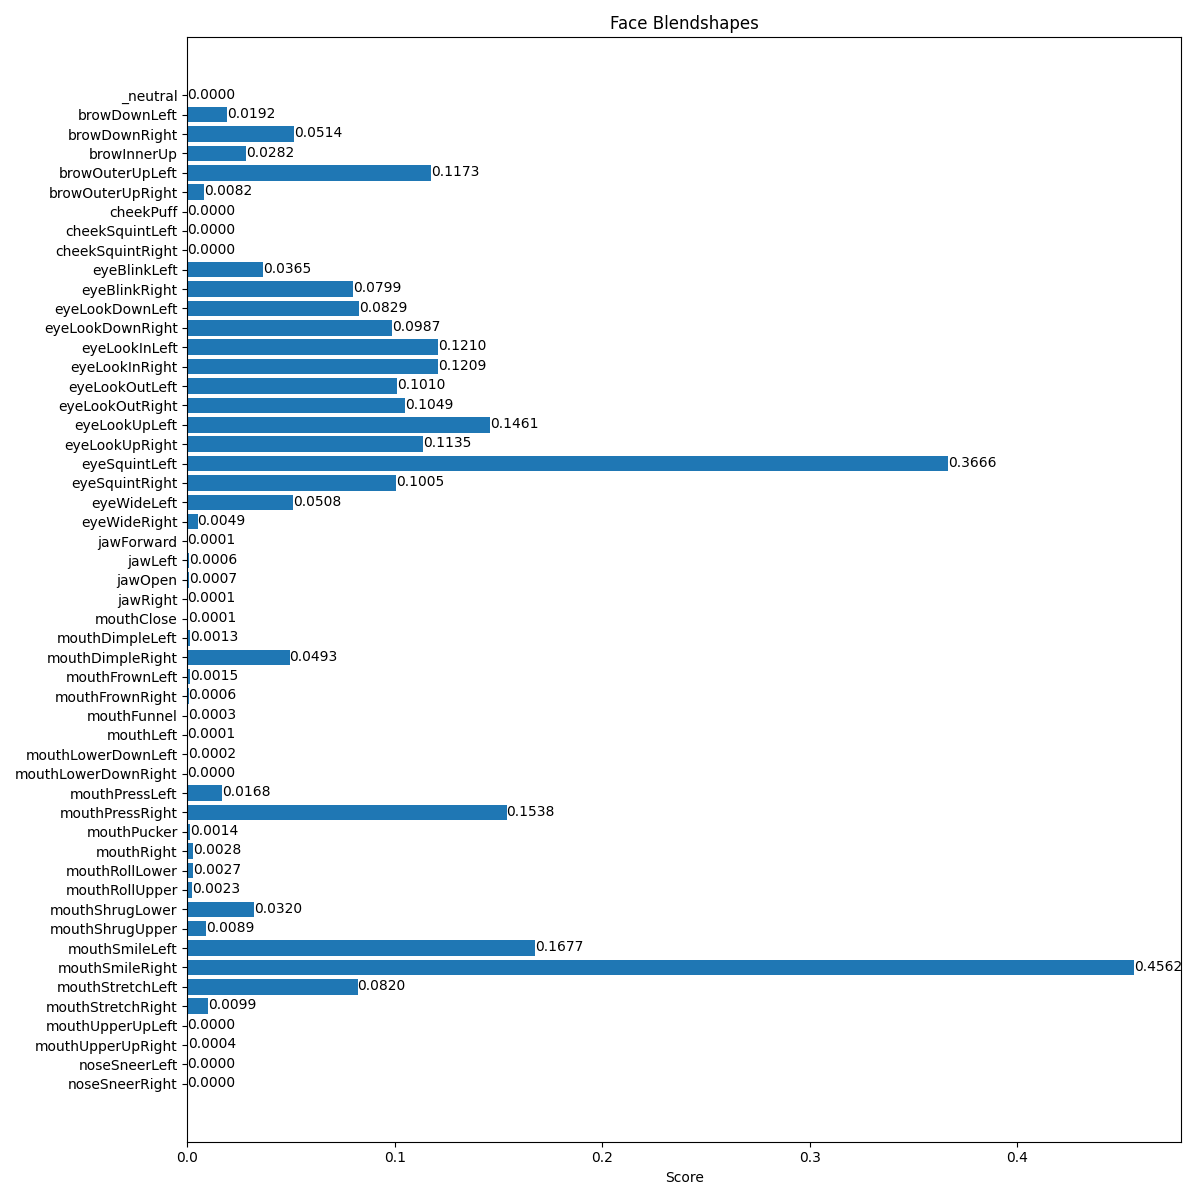 Face Blendshapes
_neutral 0.0000
browDownLeft 0.0192
browDownRight 0.0514
browInnerUp 0.0282
browOuterUpLeft 0.1173
browOuterUpRight 0.0082
cheekPuff 0.0000
cheekSquintLeft 0.0000
cheekSquintRight 0.0000
eyeBlinkLeft 0.0365
eyeBlinkRight 0.0799
eyeLookDownLeft 0.0829
eyeLookDownRight 0.0987
eyeLookInLeft 0.1210
eyeLookInRight 0.1209
eyeLookOutLeft 0.1010
eyeLookOutRight 0.1049
eyeLookUpLeft 0.1461
eyeLookUpRight 0.1135
eyeSquintLeft 0.3666
eyeSquintRight 0.1005
eyeWideLeft 0.0508
eyeWideRight 0.0049
jawForward 0.0001
jawLeft 0.0006
jawOpen 0.0007
jawRight 0.0001
mouthClose 0.0001
mouthDimpleLeft 0.0013
mouthDimpleRight 0.0493
mouthFrownLeft 0.0015
mouthFrownRight 0.0006
mouthFunnel 0.0003
mouthLeft 0.0001
mouthLowerDownLeft 0.0002
mouthLowerDownRight 0.0000
mouthPressLeft 0.0168
mouthPressRight 0.1538
mouthPucker 0.0014
mouthRight 0.0028
mouthRollLower 0.0027
mouthRollUpper 0.0023
mouthShrugLower 0.0320
mouthShrugUpper 0.0089
mouthSmileLeft 0.1677
mouthSmileRight 0.4562
mouthStretchLeft 0.0820
mouthStretchRight 0.0099
mouthUpperUpLeft 0.0000
mouthUpperUpRight 0.0004
noseSneerLeft 0.0000
noseSneerRight 0.0000
0.0 0.1 0.2 0.3 0.4
Score